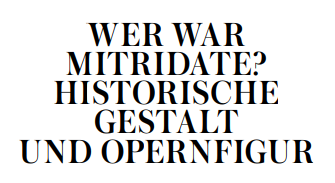 WER WAR
MITRIDATE?
HISTORISCHE
GESTALT
UND OPERNFIGUR